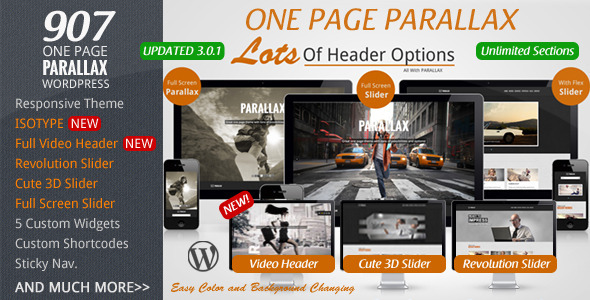 907
ONE PAGE
PARALLAX
WORDPRESS
Responsive Theme
ISOTYPE NEW
Full Video Header NEW
Revolution Slider
Cute 3D Slider
Full Screen Slider
5 Custom Widgets
Custom Shortcodes
Sticky Nav.
AND MUCH MORE>>
ONE PAGE PARALLAX
UPDATED 3.0.1
Lots Of Header Options
Unlimited Sections
All With PARALLAX
Full Screen
Parallax
Full Screen
Slider
With Flex
Slider
PARALLAX
PARALLAX
NEW!
Video Header
Cute 3D Slider
Revolution Slider
Easy Color and Background Changing